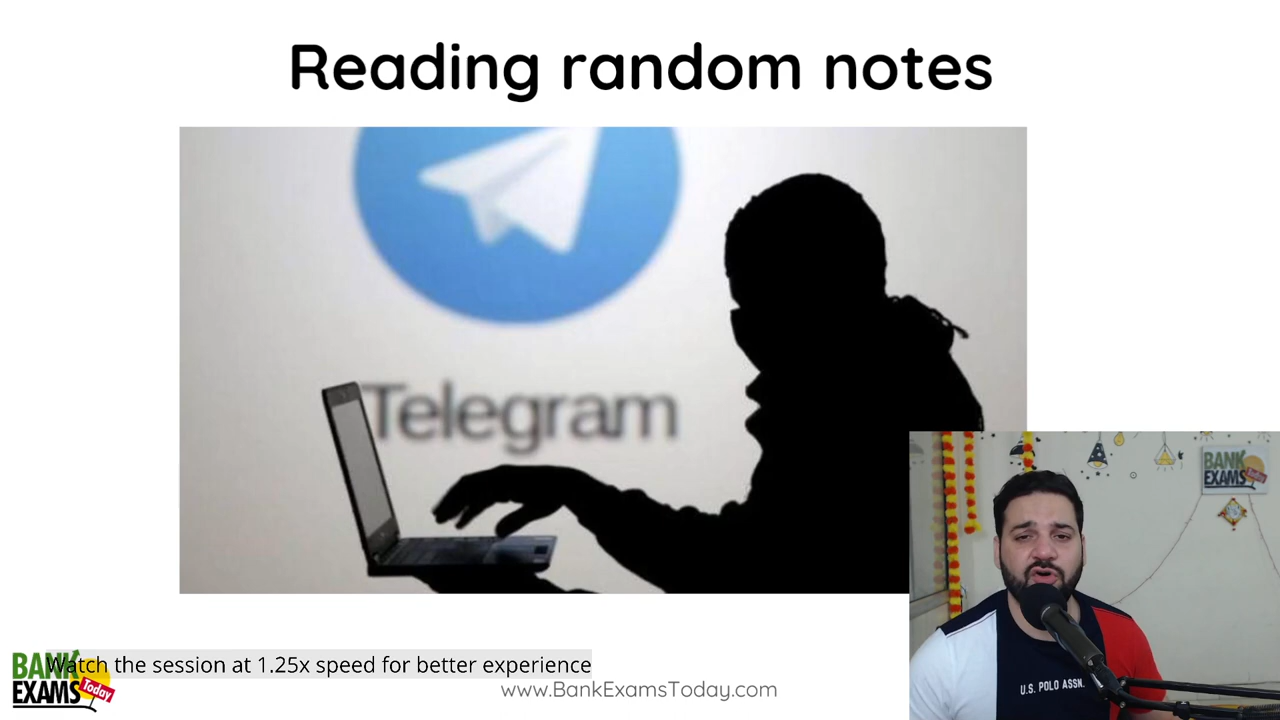 Reading random notes
Telegram
BANK
EXAMS
U.S. POLO ASSN.
Watch the session at 1.25x speed for better experience
BANK
EXAMS Today
www.BankExamsToday.com